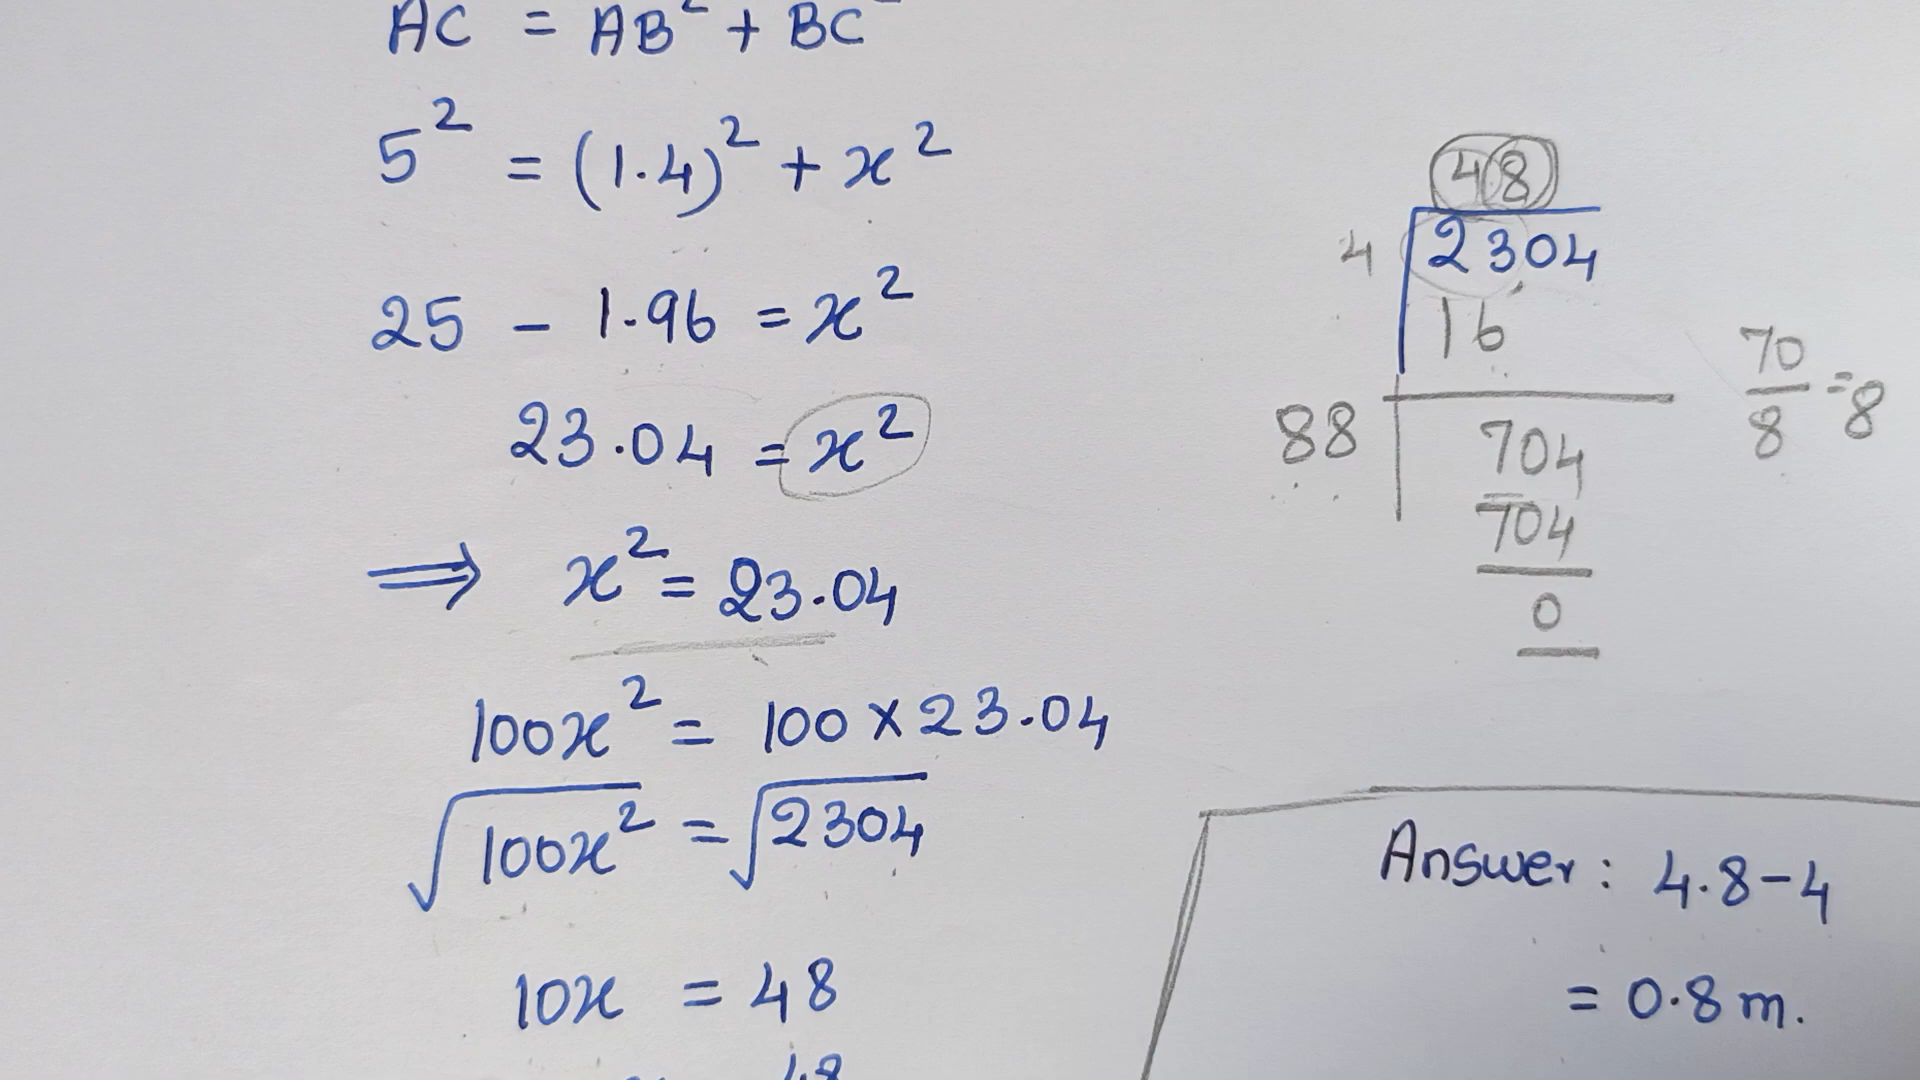 AC = AB² + BC
5² = (1.4)² + x²
25 - 1.96 = x²
23.04 = x²
⟹ x² = 23.04
100x² = 100 × 23.04
√100x² = √2304
10x = 48
48
48
4 2304
16
88 704
704
0
70/8 = 8
Answer: 4.8-4
= 0.8 m.